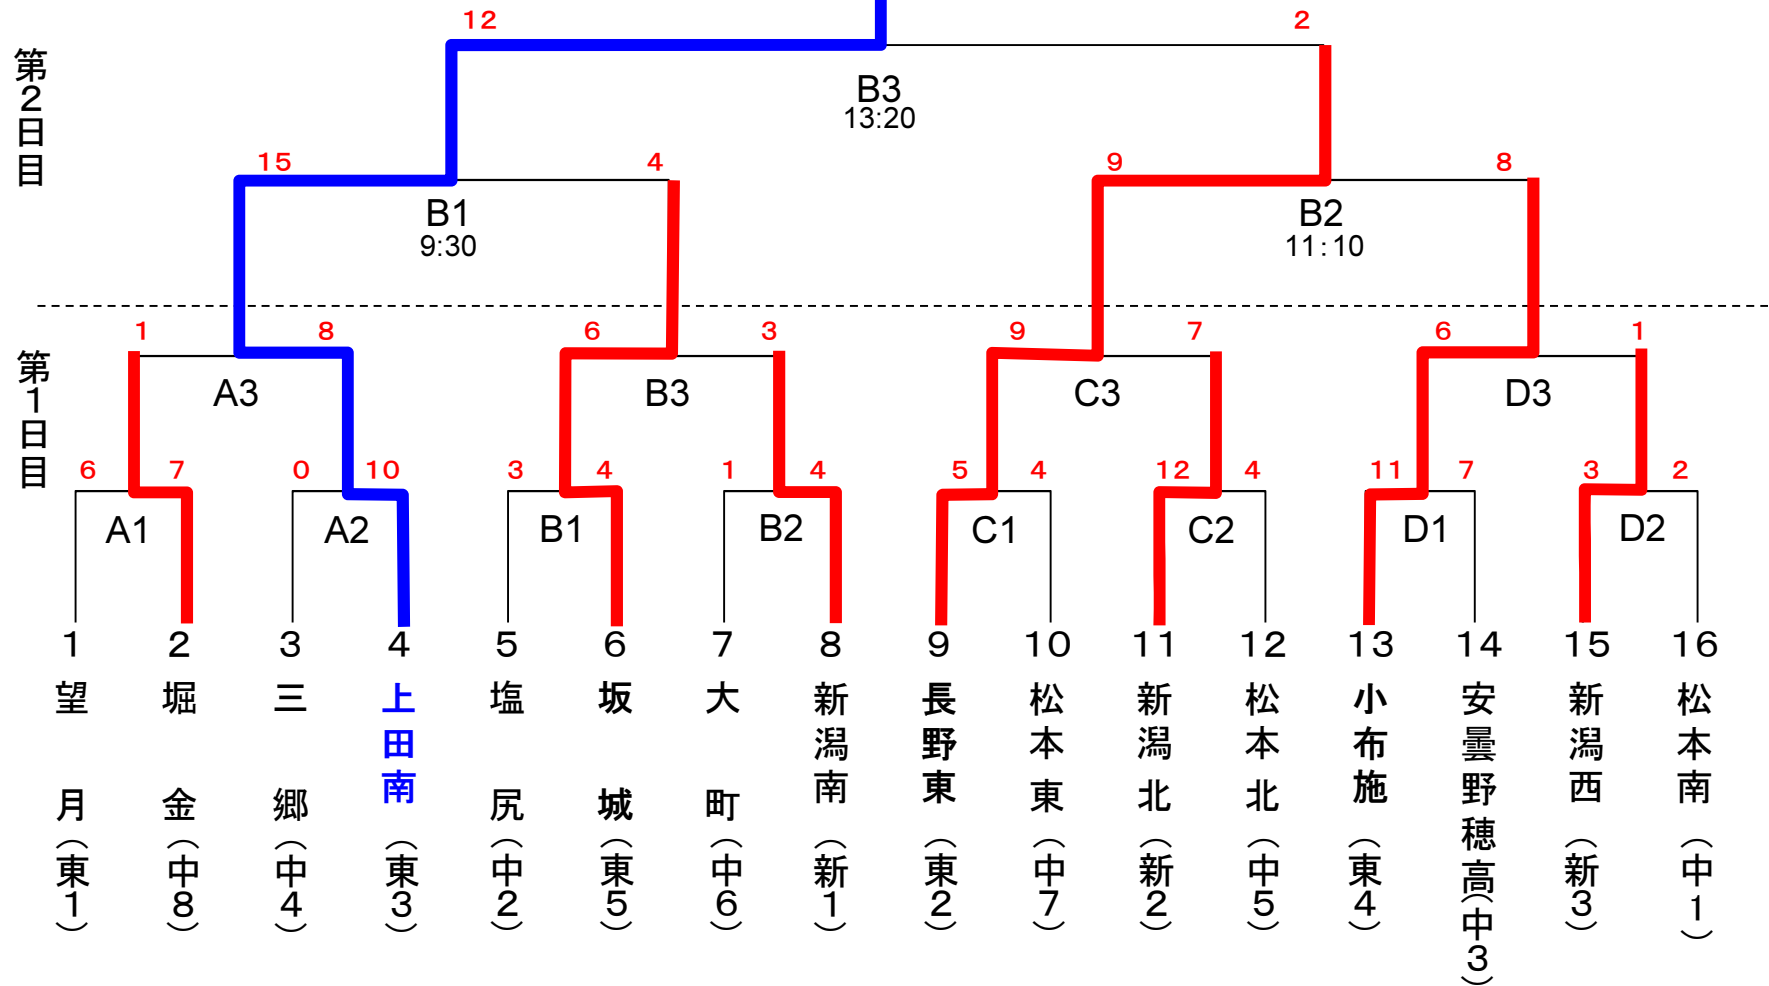 12 2
第2日目
B3
13:20
15 4 9 8
B1 B2
9:30 11:10
第1日目
1 8 6 3 9 7 6 1
A3 B3 C3 D3
6 7 0 10 3 4 1 4 5 4 12 4 11 7 3 2
A1 A2 B1 B2 C1 C2 D1 D2
1 2 3 4 5 6 7 8 9 10 11 12 13 14 15 16
望月(東1)
堀金(中8)
三郷(中4)
上田南(東3)
塩尻(中2)
坂城(東5)
大町(中6)
新潟南(新1)
長野東(東2)
松本東(中7)
新潟北(新2)
松本北(中5)
小布施(東4)
安曇野穂高(中3)
新潟西(新3)
松本南(中1)